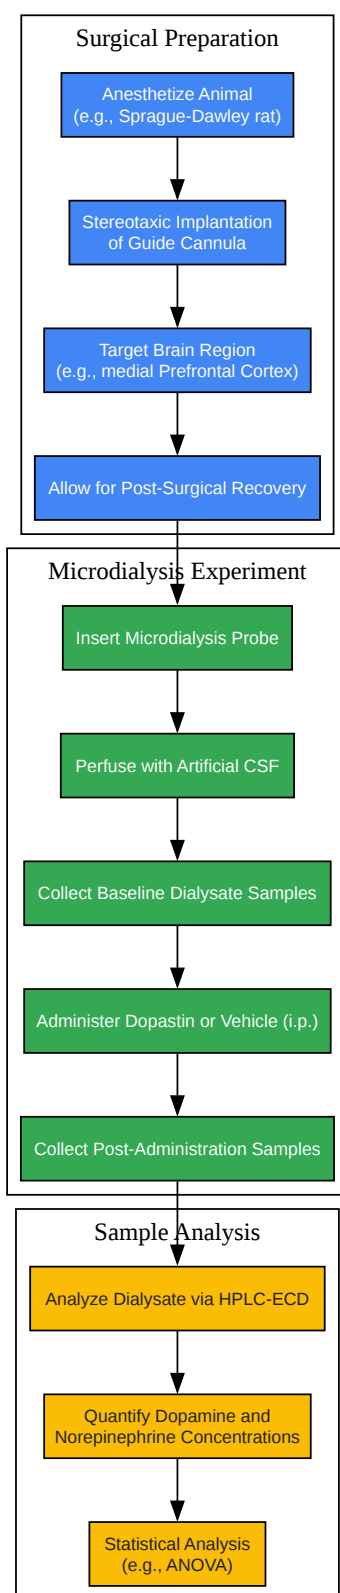 Surgical Preparation
Anesthetize Animal
(e.g., Sprague-Dawley rat)
Stereotaxic Implantation
of Guide Cannula
Target Brain Region
(e.g., medial Prefrontal Cortex)
Allow for Post-Surgical Recovery
Microdialysis Experiment
Insert Microdialysis Probe
Perfuse with Artificial CSF
Collect Baseline Dialysate Samples
Administer Dopastin or Vehicle (i.p.)
Collect Post-Administration Samples
Sample Analysis
Analyze Dialysate via HPLC-ECD
Quantify Dopamine and
Norepinephrine Concentrations
Statistical Analysis
(e.g., ANOVA)